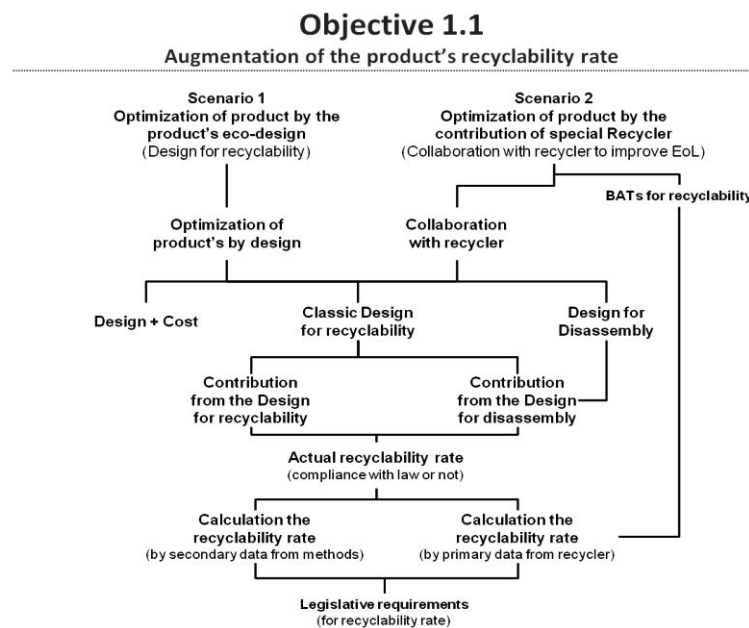 Objective 1.1
Augmentation of the product's recyclability rate
Scenario 1
Optimization of product by the
product's eco-design
(Design for recyclability)
Scenario 2
Optimization of product by the
contribution of special Recycler
(Collaboration with recycler to improve EoL)
BATs for recyclability
Optimization of
product's by design
Collaboration
with recycler
Design + Cost
Classic Design
for recyclability
Design for
Disassembly
Contribution
from the Design
for recyclability
Contribution
from the Design
for disassembly
Actual recyclability rate
(compliance with law or not)
Calculation the
recyclability rate
(by secondary data from methods)
Calculation the
recyclability rate
(by primary data from recycler)
Legislative requirements
(for recyclability rate)